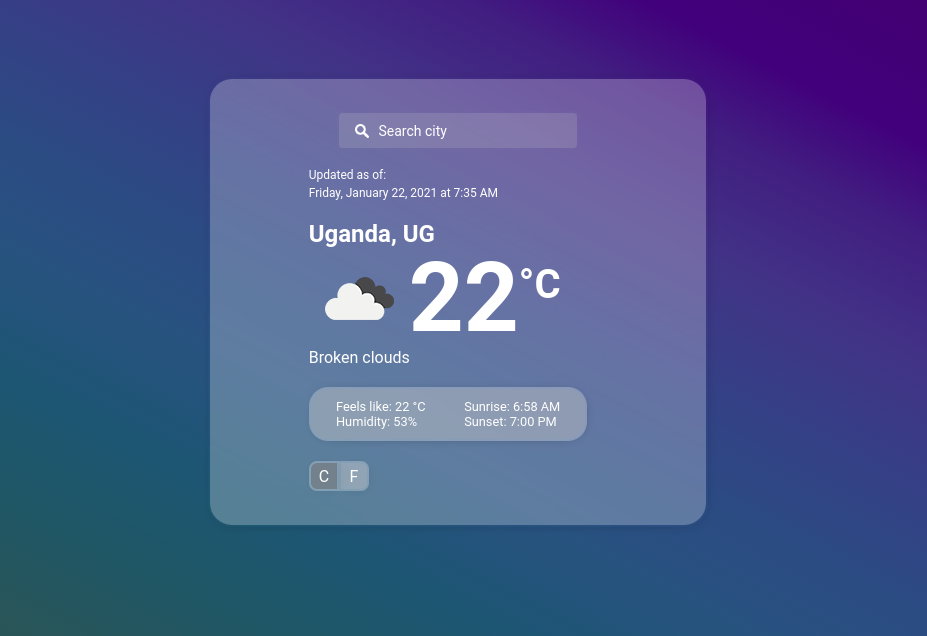 Search city
Updated as of:
Friday, January 22, 2021 at 7:35 AM
Uganda, UG
22°C
Broken clouds
Feels like: 22 °C
Humidity: 53%
Sunrise: 6:58 AM
Sunset: 7:00 PM
C F